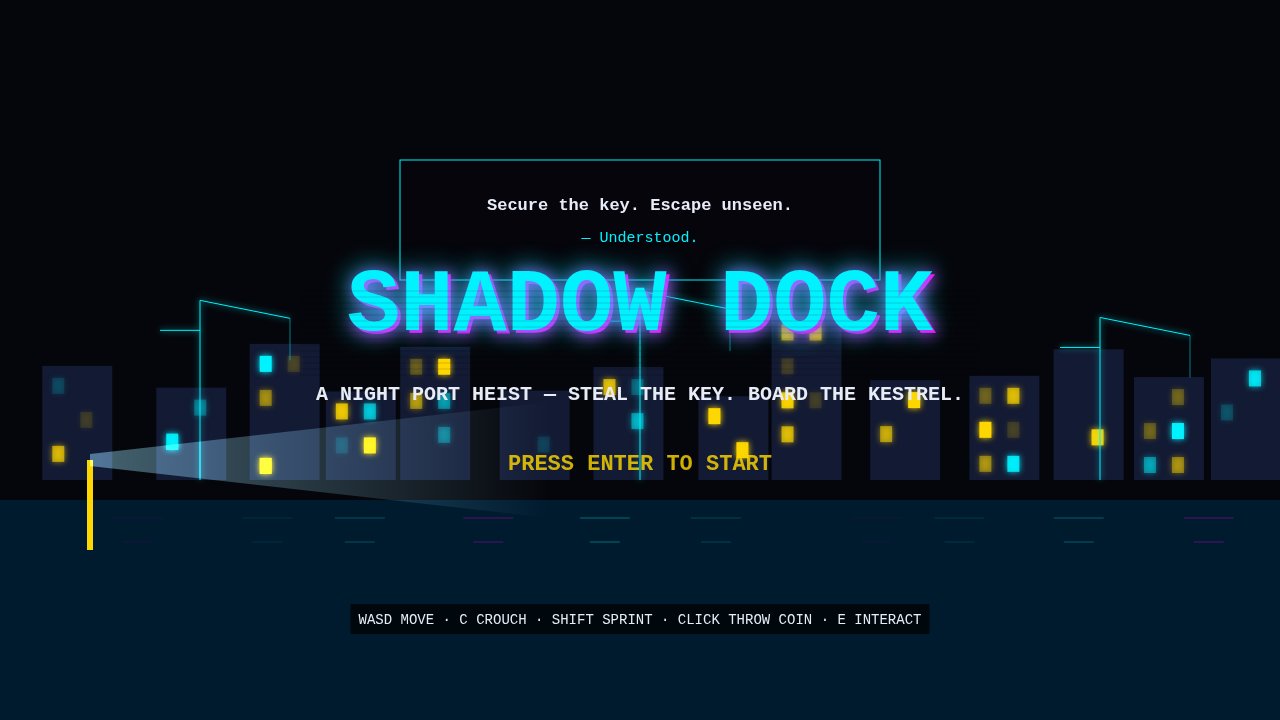 Secure the key. Escape unseen.
— Understood.
SHADOW DOCK
A NIGHT PORT HEIST — STEAL THE KEY. BOARD THE KESTREL.
PRESS ENTER TO START
WASD MOVE · C CROUCH · SHIFT SPRINT · CLICK THROW COIN · E INTERACT